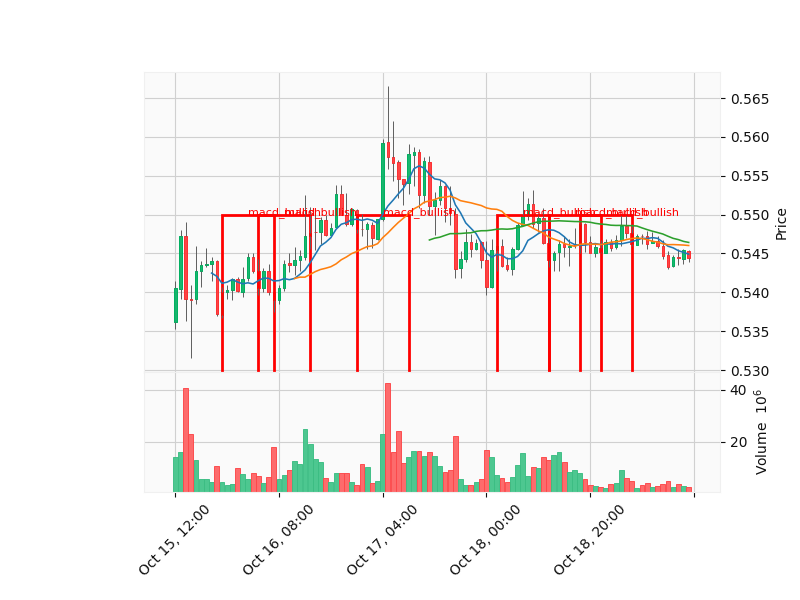 0.565
0.560
0.555
0.550
0.545
0.540
0.535
0.530
Price
macd_bullish
macd_bullish
40
20
Volume 10^6
Oct 15, 12:00
Oct 16, 08:00
Oct 17, 04:00
Oct 18, 00:00
Oct 18, 20:00